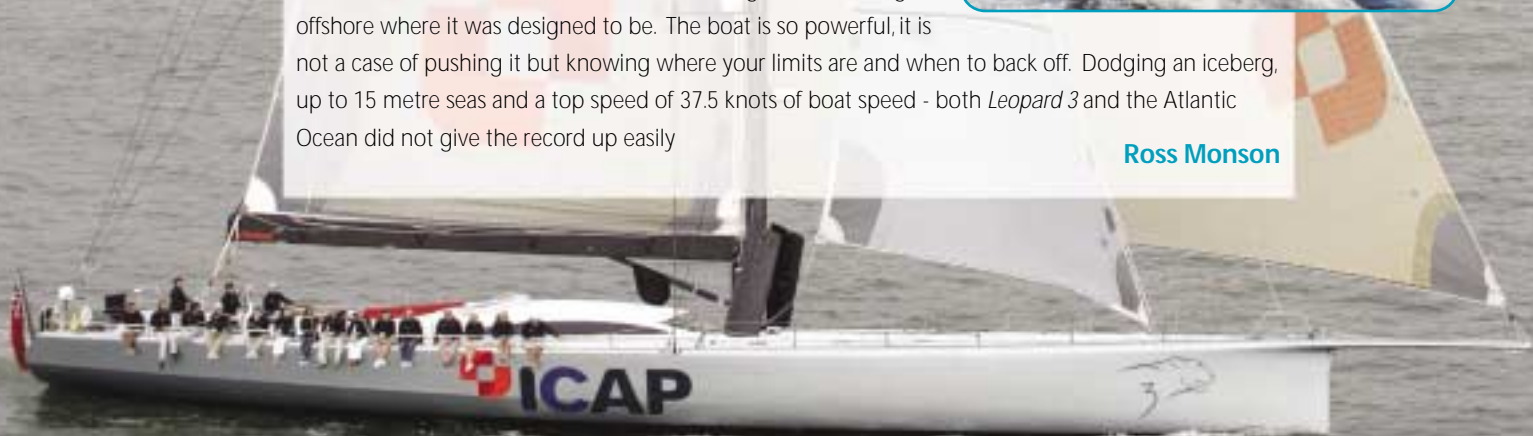 offshore where it was designed to be. The boat is so powerful, it is
not a case of pushing it but knowing where your limits are and when to back off. Dodging an iceberg,
up to 15 metre seas and a top speed of 37.5 knots of boat speed - both Leopard 3 and the Atlantic
Ocean did not give the record up easily
Ross Monson
ICAP
3